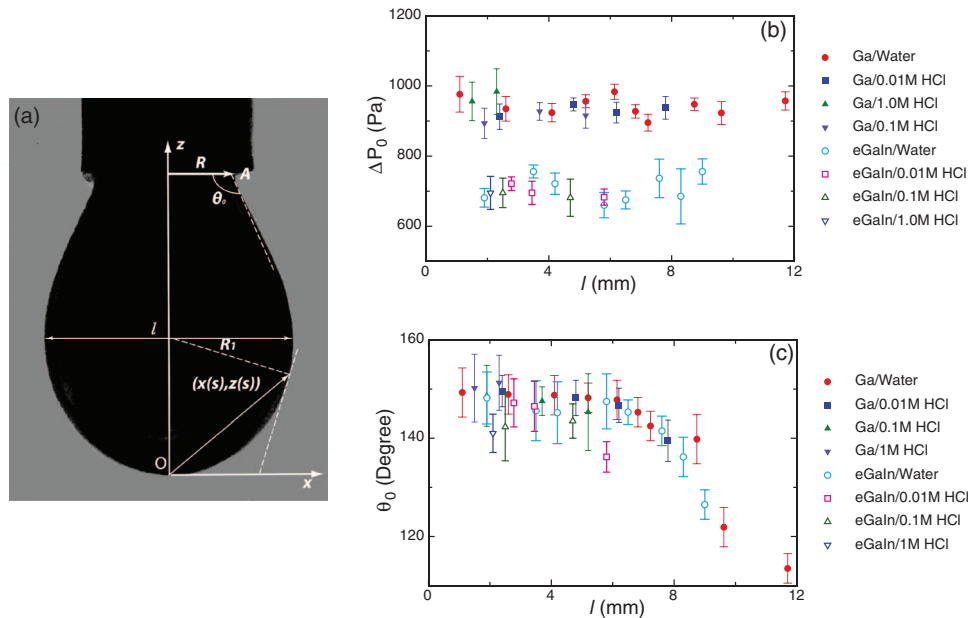 (a)
z
R
A
θ₀
l
R₁
(x(s),z(s))
O
x
(b)
1200
1000
800
600
ΔP_0 (Pa)
0
4
8
12
l (mm)
Ga/Water
Ga/0.01M HCl
Ga/1.0M HCl
Ga/0.1M HCl
eGaIn/Water
eGaIn/0.01M HCl
eGaIn/0.1M HCl
eGaIn/1.0M HCl
(c)
160
140
120
θ_0 (Degree)
0
4
8
12
l (mm)
Ga/Water
Ga/0.01M HCl
Ga/0.1M HCl
Ga/1M HCl
eGaIn/Water
eGaIn/0.01M HCl
eGaIn/0.1M HCl
eGaIn/1M HCl